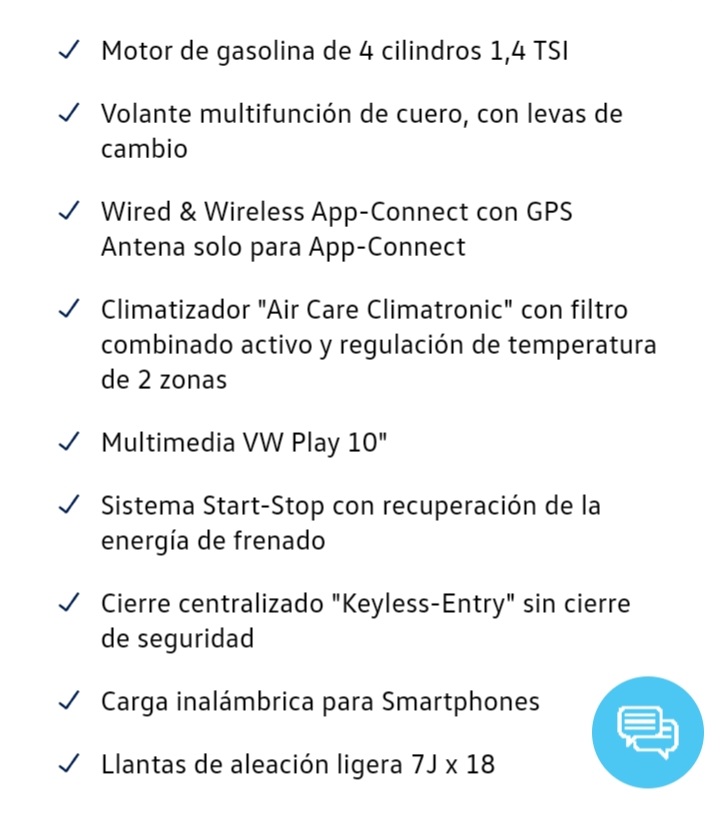 Motor de gasolina de 4 cilindros 1,4 TSI
Volante multifunción de cuero, con levas de
cambio
Wired & Wireless App-Connect con GPS
Antena solo para App-Connect
Climatizador "Air Care Climatronic" con filtro
combinado activo y regulación de temperatura
de 2 zonas
Multimedia VW Play 10"
Sistema Start-Stop con recuperación de la
energía de frenado
Cierre centralizado "Keyless-Entry" sin cierre
de seguridad
Carga inalámbrica para Smartphones
Llantas de aleación ligera 7J x 18